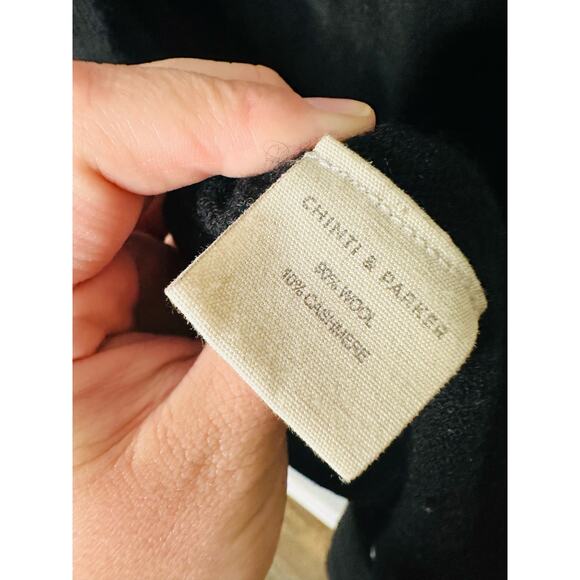 CHINTI & PARKER
90% WOOL
10% CASHMERE